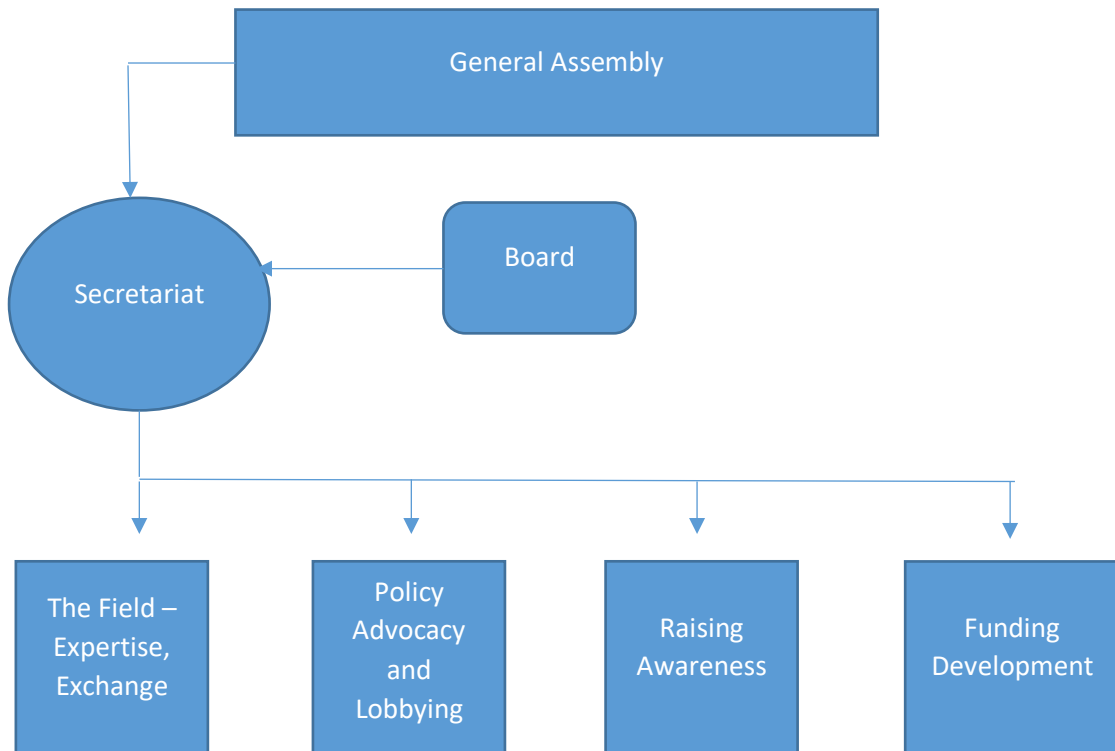 General Assembly
Board
Secretariat
The Field –
Expertise,
Exchange
Policy
Advocacy
and
Lobbying
Raising
Awareness
Funding
Development